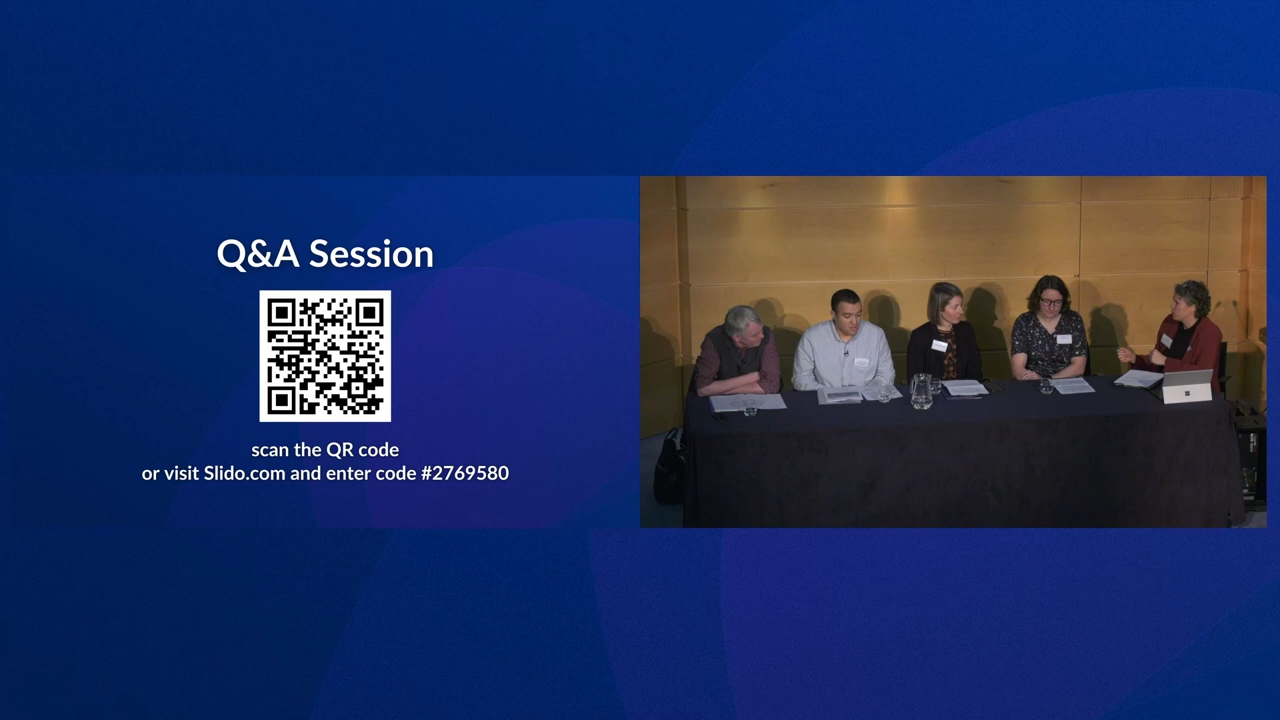 Q&A Session
scan the QR code
or visit Slido.com and enter code #2769580